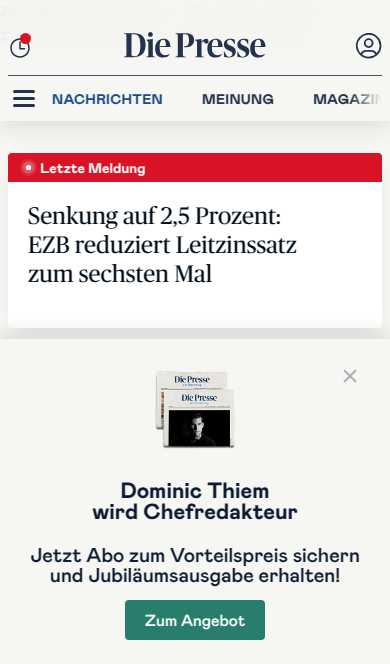 Die Presse
NACHRICHTEN MEINUNG MAGAZIN
Letzte Meldung
Senkung auf 2,5 Prozent:
EZB reduziert Leitzinssatz
zum sechsten Mal
Die Presse
Die Presse
Dominic Thiem
wird Chefredakteur
Jetzt Abo zum Vorteilspreis sichern
und Jubiläumsausgabe erhalten!
Zum Angebot